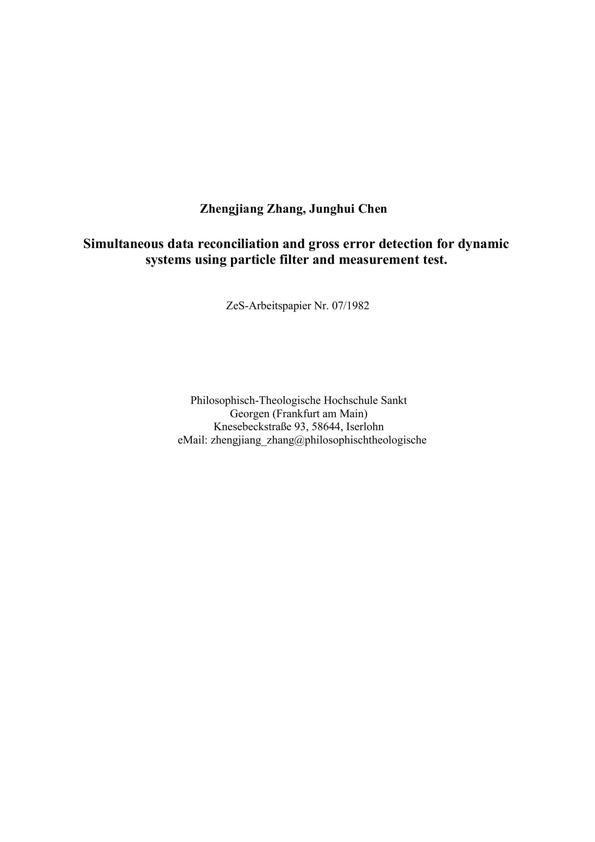 Zhengjiang Zhang, Junghui Chen
Simultaneous data reconciliation and gross error detection for dynamic
systems using particle filter and measurement test.
ZeS-Arbeitspapier Nr. 07/1982
Philosophisch-Theologische Hochschule Sankt
Georgen (Frankfurt am Main)
Knesebeckstraße 93, 58644, Iserlohn
eMail: zhengjiang_zhang@philosophischtheologische